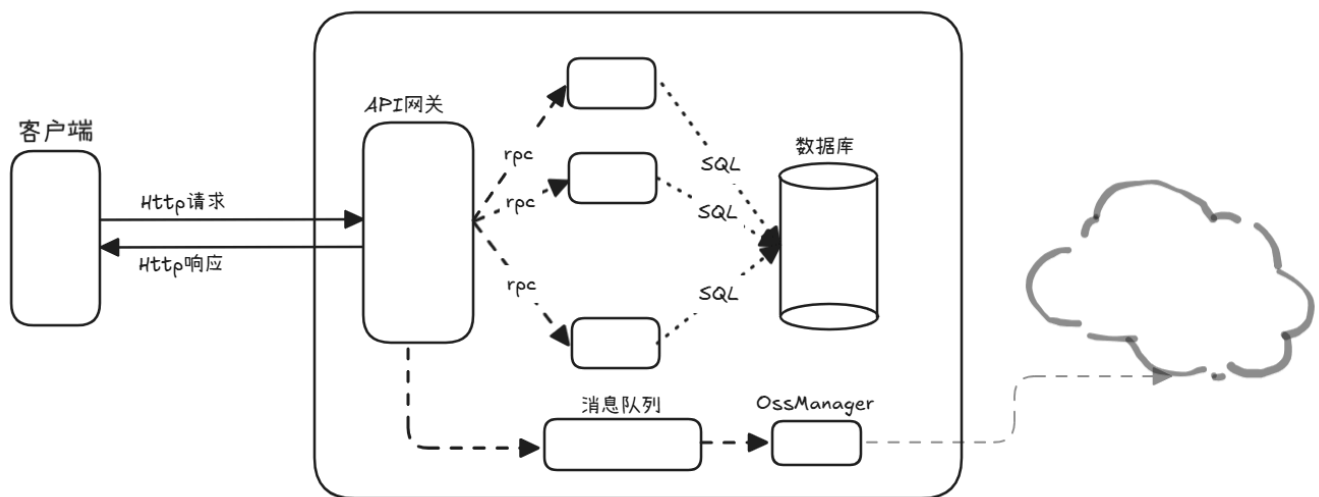 客户端
Http请求
Http响应
API网关
rpc
rpc
rpc
SQL
SQL
SQL
数据库
消息队列
OssManager